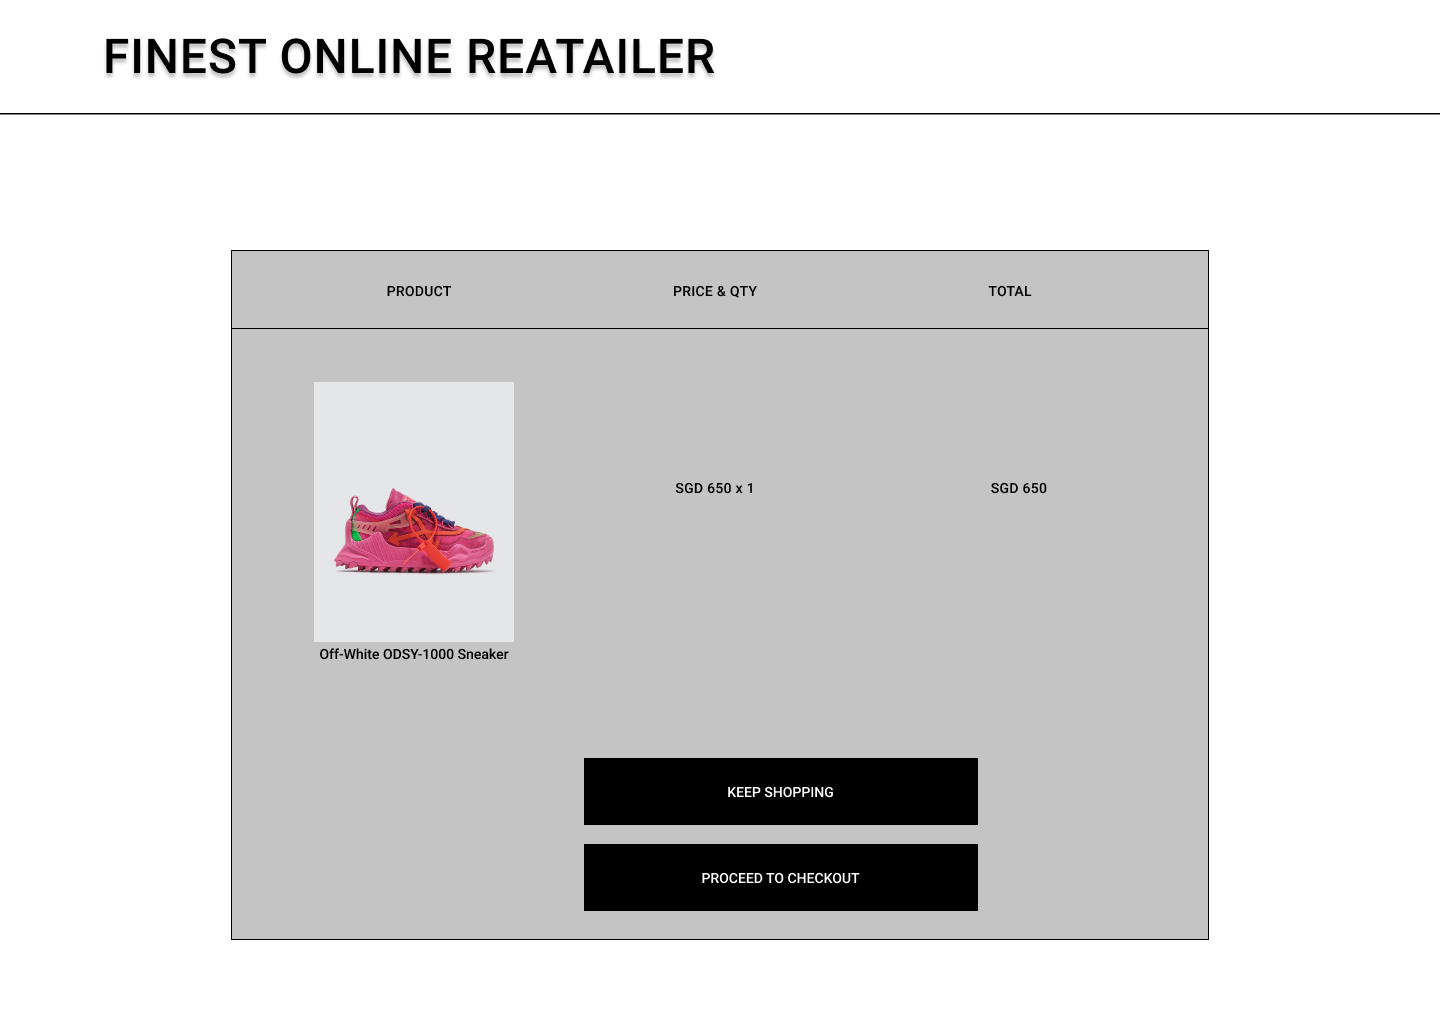 FINEST ONLINE REATAILER
PRODUCT PRICE & QTY TOTAL
SGD 650 x 1 SGD 650
Off-White ODSY-1000 Sneaker
KEEP SHOPPING
PROCEED TO CHECKOUT